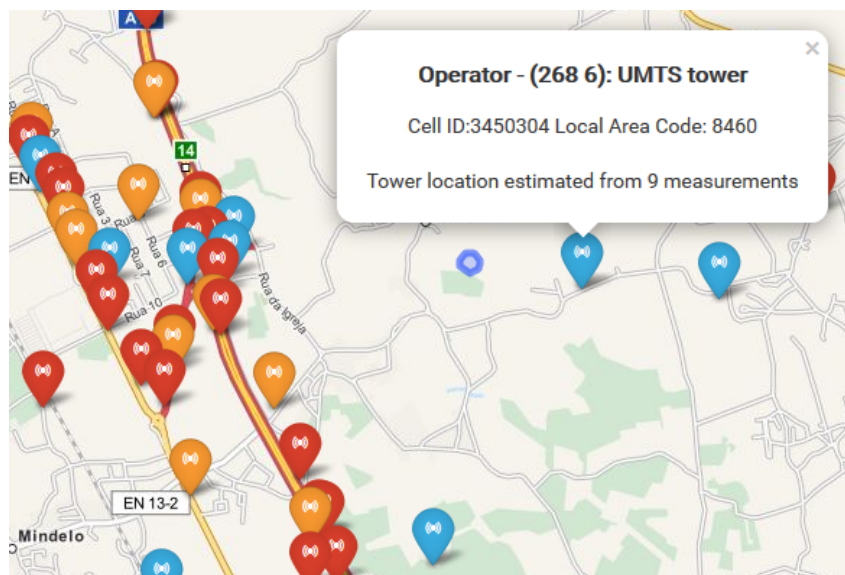 ×
Operator - (268 6): UMTS tower
Cell ID:3450304 Local Area Code: 8460
Tower location estimated from 9 measurements
A
14
EN
Rua 3
Rua
Rua 6
Rua 7
Rua 10
Rua da Igreja
EN 13-2
Mindelo